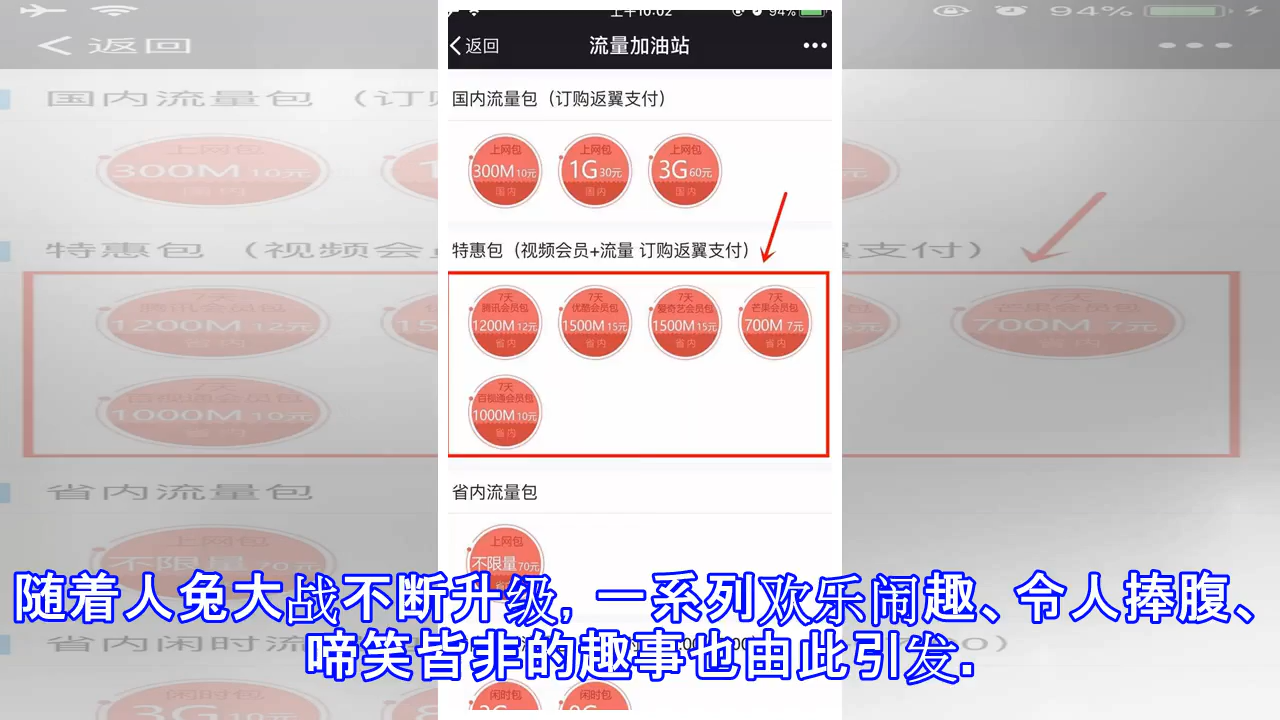 上午10:02
94%
返回
流量加油站
国内流量包（订购返翼支付）
上网包
300M 10元
国内
上网包
1G 30元
国内
上网包
3G 60元
国内
特惠包（视频会员+流量 订购返翼支付）
7天
腾讯会员包
1200M 12元
省内
7天
优酷会员包
1500M 15元
省内
7天
爱奇艺会员包
1500M 15元
省内
7天
芒果会员包
700M 7元
省内
7天
百视通会员包
1000M 10元
省内
省内流量包
上网包
不限量 70元
随着人兔大战不断升级, 一系列欢乐闹趣、令人捧腹、
啼笑皆非的趣事也由此引发.
闲时包
闲时包